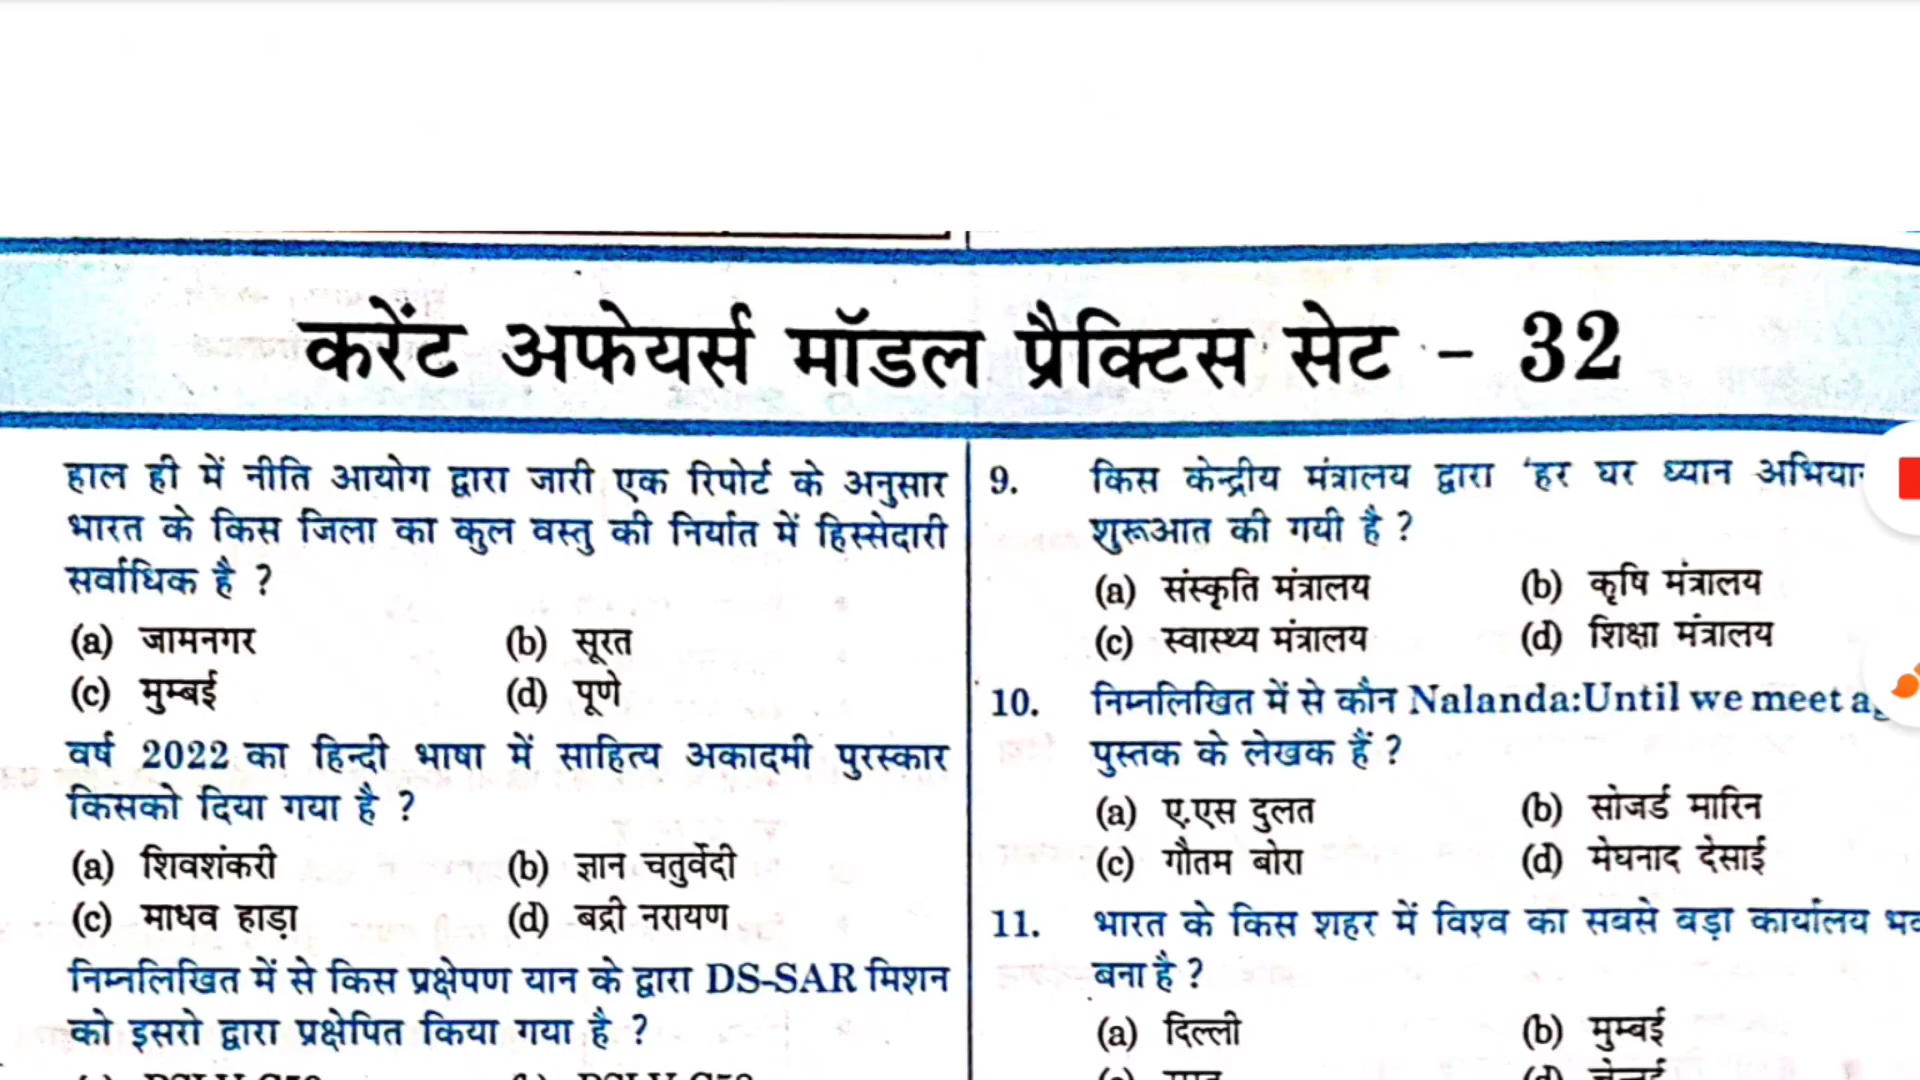 करेंट अफेयर्स मॉडल प्रैक्टिस सेट - 32
हाल ही में नीति आयोग द्वारा जारी एक रिपोर्ट के अनुसार
भारत के किस जिला का कुल वस्तु की निर्यात में हिस्सेदारी
सर्वाधिक है ?
(a) जामनगर (b) सूरत
(c) मुम्बई (d) पूणे
वर्ष 2022 का हिन्दी भाषा में साहित्य अकादमी पुरस्कार
किसको दिया गया है ?
(a) शिवशंकरी (b) ज्ञान चतुर्वेदी
(c) माधव हाड़ा (d) बद्री नरायण
निम्नलिखित में से किस प्रक्षेपण यान के द्वारा DS-SAR मिशन
को इसरो द्वारा प्रक्षेपित किया गया है ?
9. किस केन्द्रीय मंत्रालय द्वारा 'हर घर ध्यान
शुरूआत की गयी है ?
(a) संस्कृति मंत्रालय (b) कृषि मंत्रालय
(c) स्वास्थ्य मंत्रालय (d) शिक्षा मंत्रालय
10. निम्नलिखित में से कौन Nalanda:Until we meet
पुस्तक के लेखक हैं ?
(a) ए.एस दुलत (b) सोजर्ड मारिन
(c) गौतम बोरा (d) मेघनाद देसाई
11. भारत के किस शहर में विश्व का सबसे बड़ा कार्यालय
बना है ?
(a) दिल्ली (b) मुम्बई